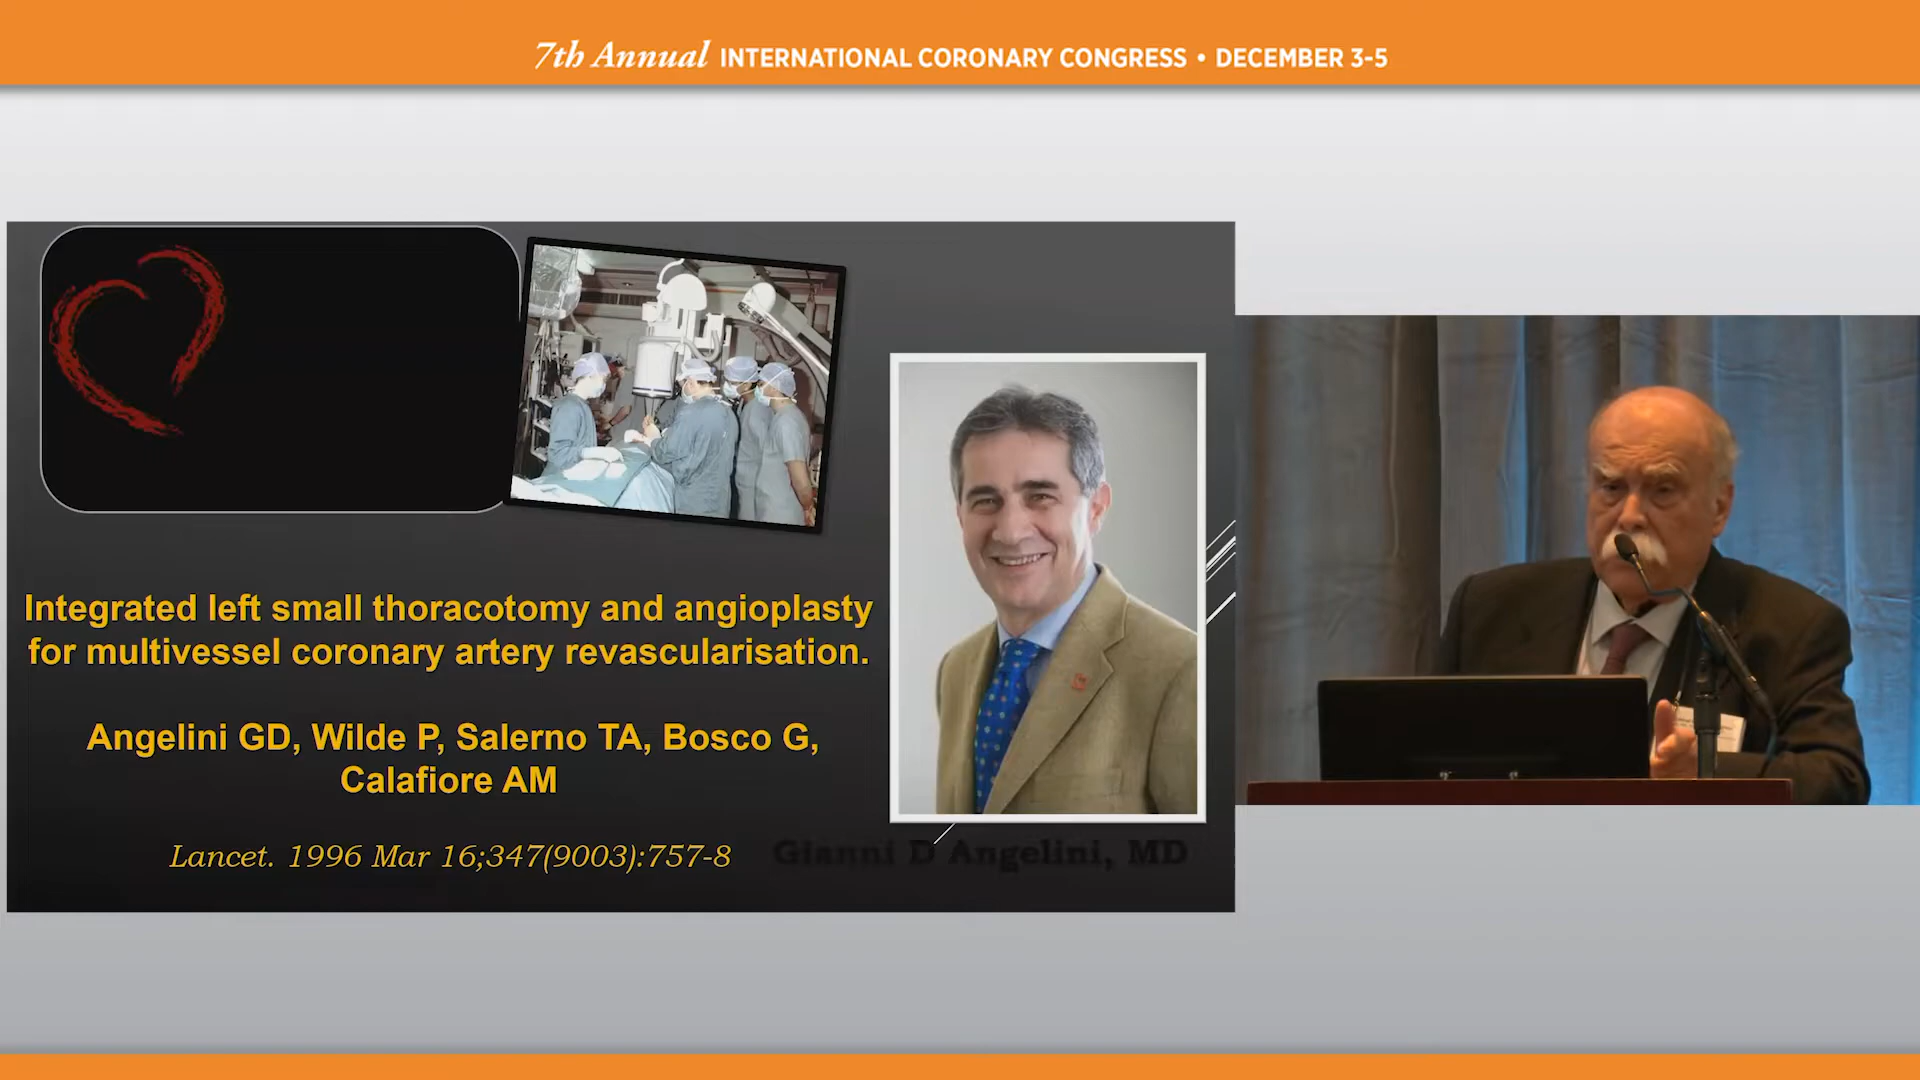 7th Annual INTERNATIONAL CORONARY CONGRESS • DECEMBER 3-5
Integrated left small thoracotomy and angioplasty
for multivessel coronary artery revascularisation.
Angelini GD, Wilde P, Salerno TA, Bosco G,
Calafiore AM
Lancet. 1996 Mar 16;347(9003):757-8
Gianni D Angelini, MD